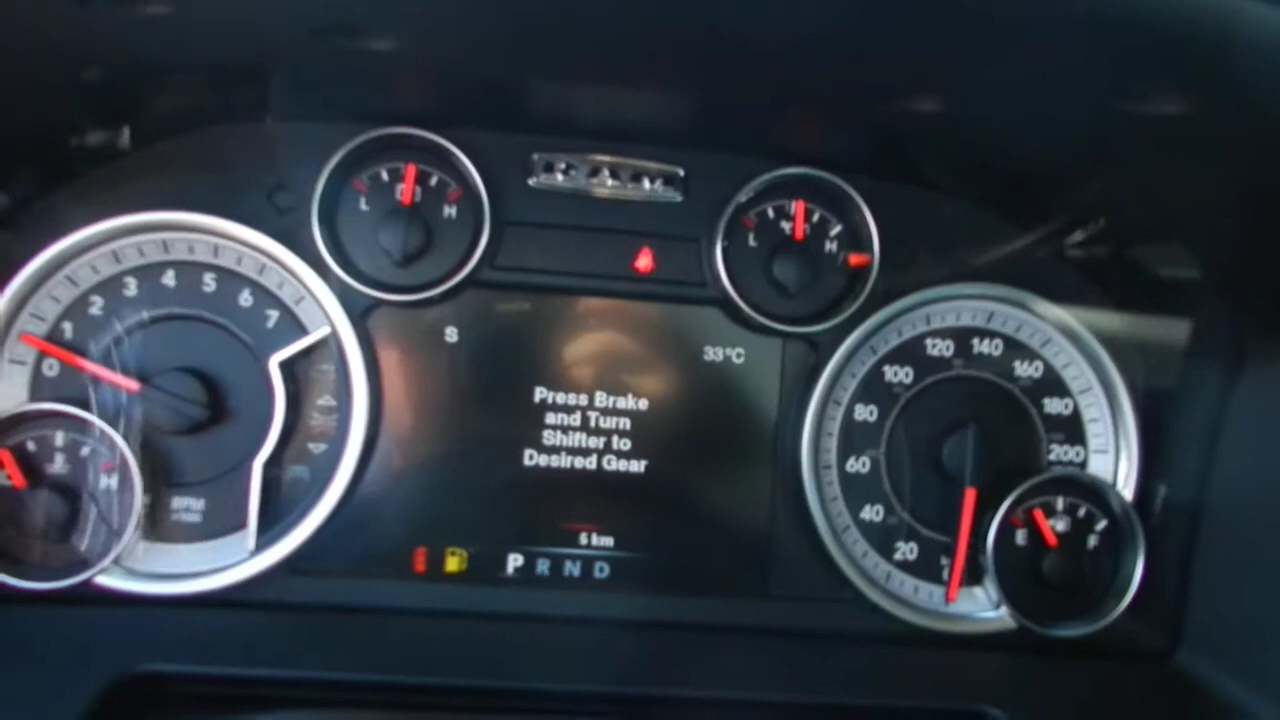 RAM
L H
L H
S
33°C
Press Brake
and Turn
Shifter to
Desired Gear
6 km
P R N D
0 1 2 3 4 5 6 7
RPM
H
20 40 60 80 100 120 140 160 180 200
E F